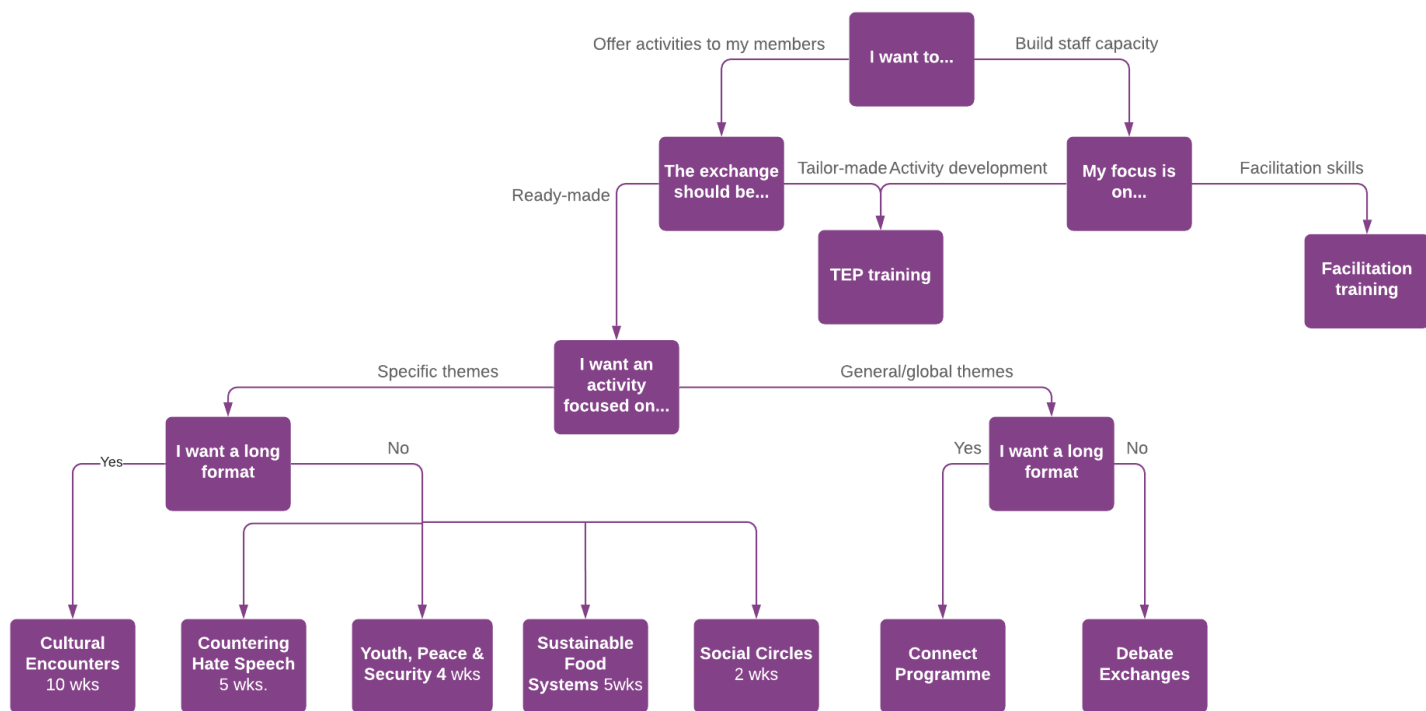 I want to...
Offer activities to my members
Build staff capacity
The exchange
should be...
My focus is
on...
Ready-made
Tailor-made
Activity development
Facilitation skills
TEP training
Facilitation
training
I want an
activity
focused on...
Specific themes
General/global themes
I want a long
format
I want a long
format
Yes
No
Yes
No
Cultural
Encounters
10 wks
Countering
Hate Speech
5 wks.
Youth, Peace &
Security 4 wks
Sustainable
Food
Systems 5wks
Social Circles
2 wks
Connect
Programme
Debate
Exchanges